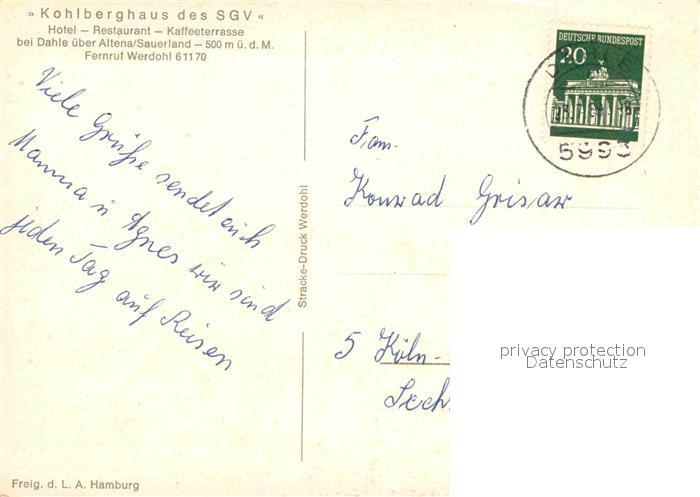 » Kohlberghaus des SGV «
Hotel — Restaurant — Kaffeeterrasse
bei Dahle über Altena/Sauerland — 500 m ü. d. M.
Fernruf Werdohl 61170
Viele Grüße sendet euch
Mamma u Agnes wir sind
jeden Tag auf Reisen
Freig. d. L. A. Hamburg
Stracke-Druck Werdohl
DEUTSCHE BUNDESPOST
20
DAHLE
5993
Fam.
Konrad Grisar
5 Köln-
privacy protection
Datenschutz